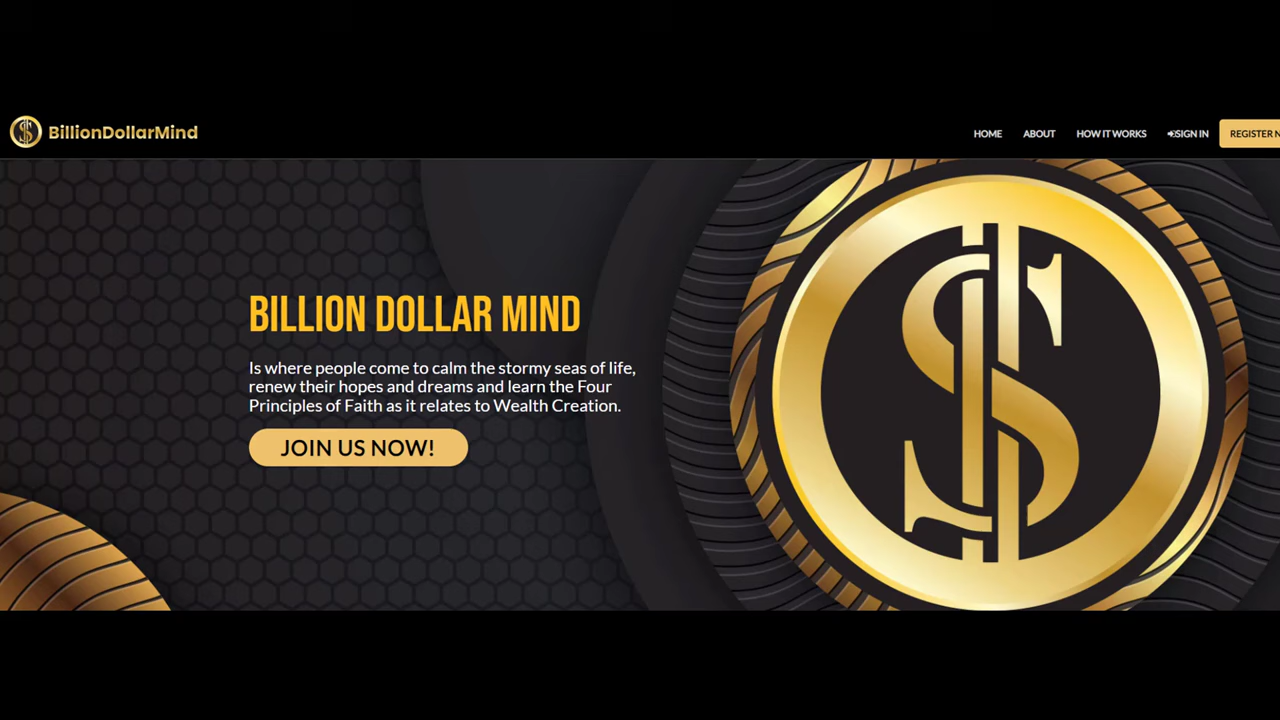 BillionDollarMind
HOME ABOUT HOW IT WORKS SIGN IN REGISTER N
BILLION DOLLAR MIND
Is where people come to calm the stormy seas of life,
renew their hopes and dreams and learn the Four
Principles of Faith as it relates to Wealth Creation.
JOIN US NOW!